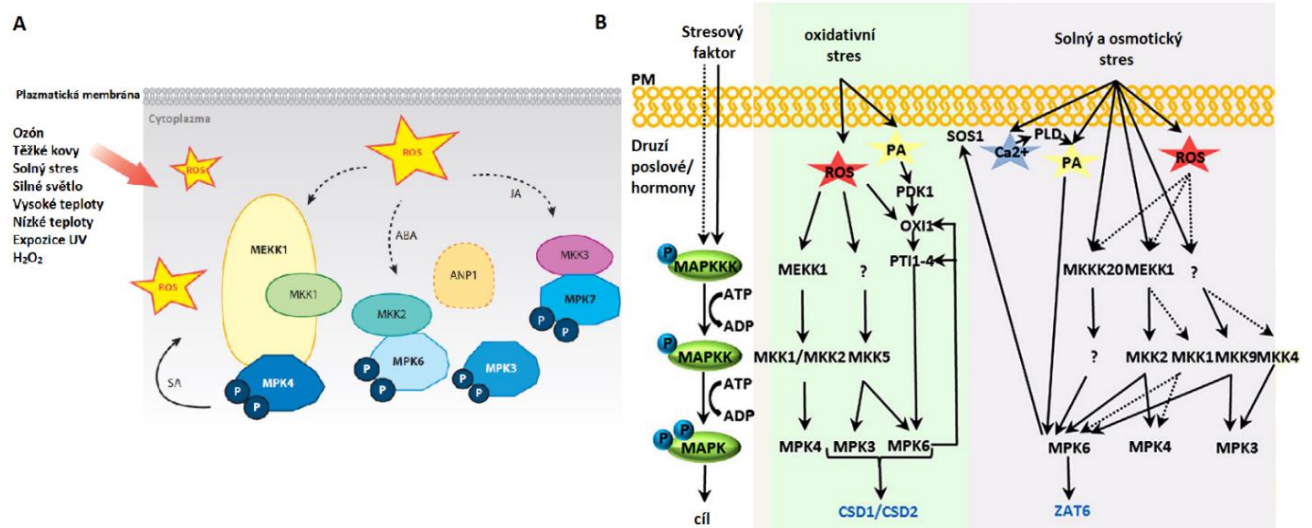 A
Plazmatická membrána
Cytoplazma
Ozón
Těžké kovy
Solný stres
Silné světlo
Vysoké teploty
Nízké teploty
Expozice UV
H₂O₂
ROS
ROS
ROS
JA
ABA
SA
MEKK1
MKK1
MKK2
ANP1
MKK3
MPK7
P
P
MPK6
P
P
MPK3
P
P
MPK4
P
P
B
Stresový
faktor
oxidativní
stres
Solný a osmotický
stres
PM
Druzí
poslové/
hormony
SOS1
Ca2+
PLD
PA
ROS
PA
ROS
PDK1
OXI1
PTI1-4
P
MAPKKK
MEKK1
?
MKKK20
MEKK1
?
ATP
ADP
P
MAPKK
MKK1/MKK2
MKK5
?
MKK2
MKK1
MKK9
MKK4
ATP
ADP
P
P
MAPK
MPK4
MPK3
MPK6
MPK6
MPK4
MPK3
cíl
CSD1/CSD2
ZAT6